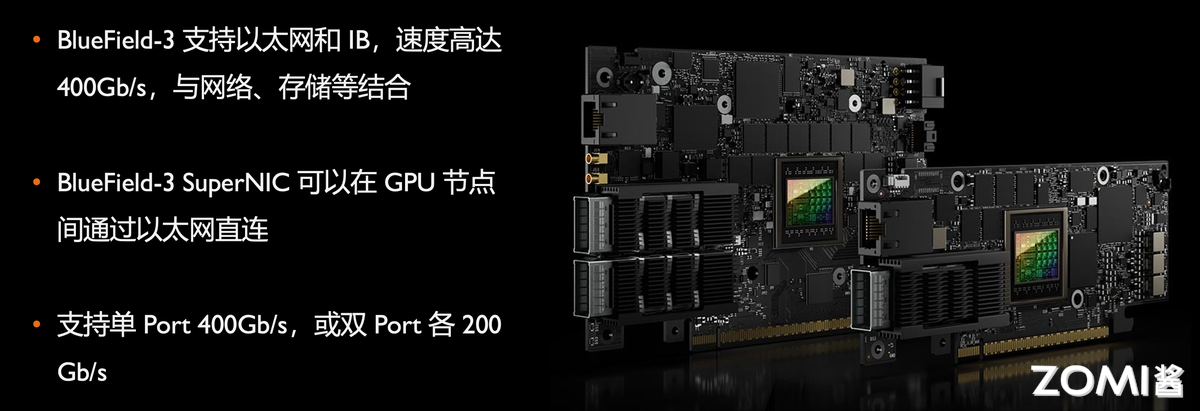 • BlueField-3 支持以太网和 IB，速度高达
400Gb/s，与网络、存储等结合
• BlueField-3 SuperNIC 可以在 GPU 节点
间通过以太网直连
• 支持单 Port 400Gb/s，或双 Port 各 200
Gb/s
ZOMI酱